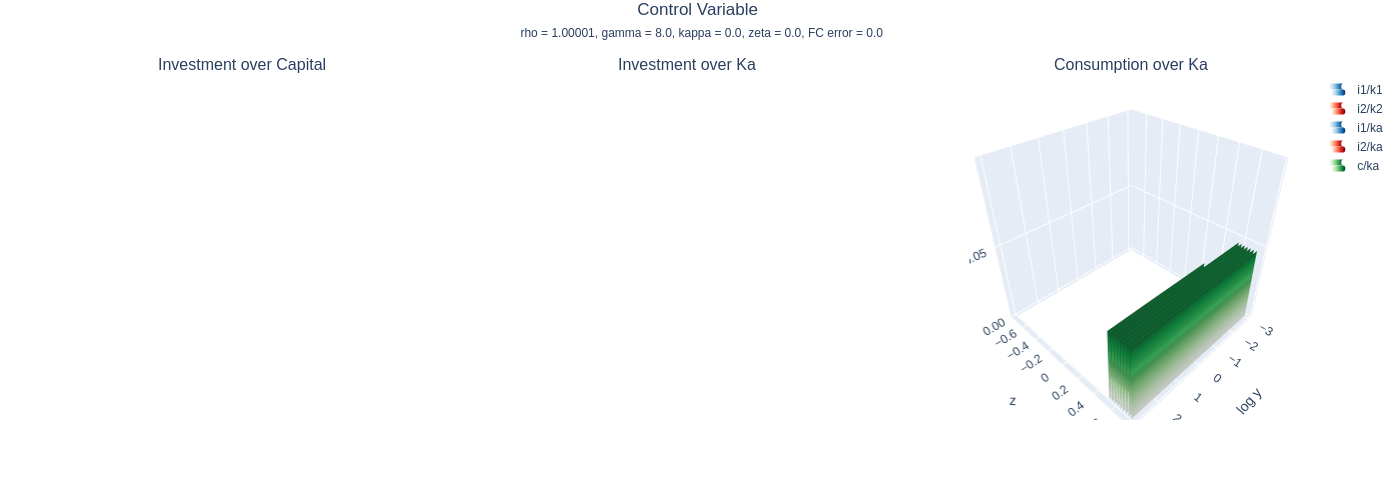 Control Variable
rho = 1.00001, gamma = 8.0, kappa = 0.0, zeta = 0.0, FC error = 0.0
Investment over Capital
Investment over Ka
Consumption over Ka
i1/k1
i2/k2
i1/ka
i2/ka
c/ka
.05
0.00
−0.6
−0.4
−0.2
0
0.2
0.4
z
−3
−2
−1
0
1
2
log y